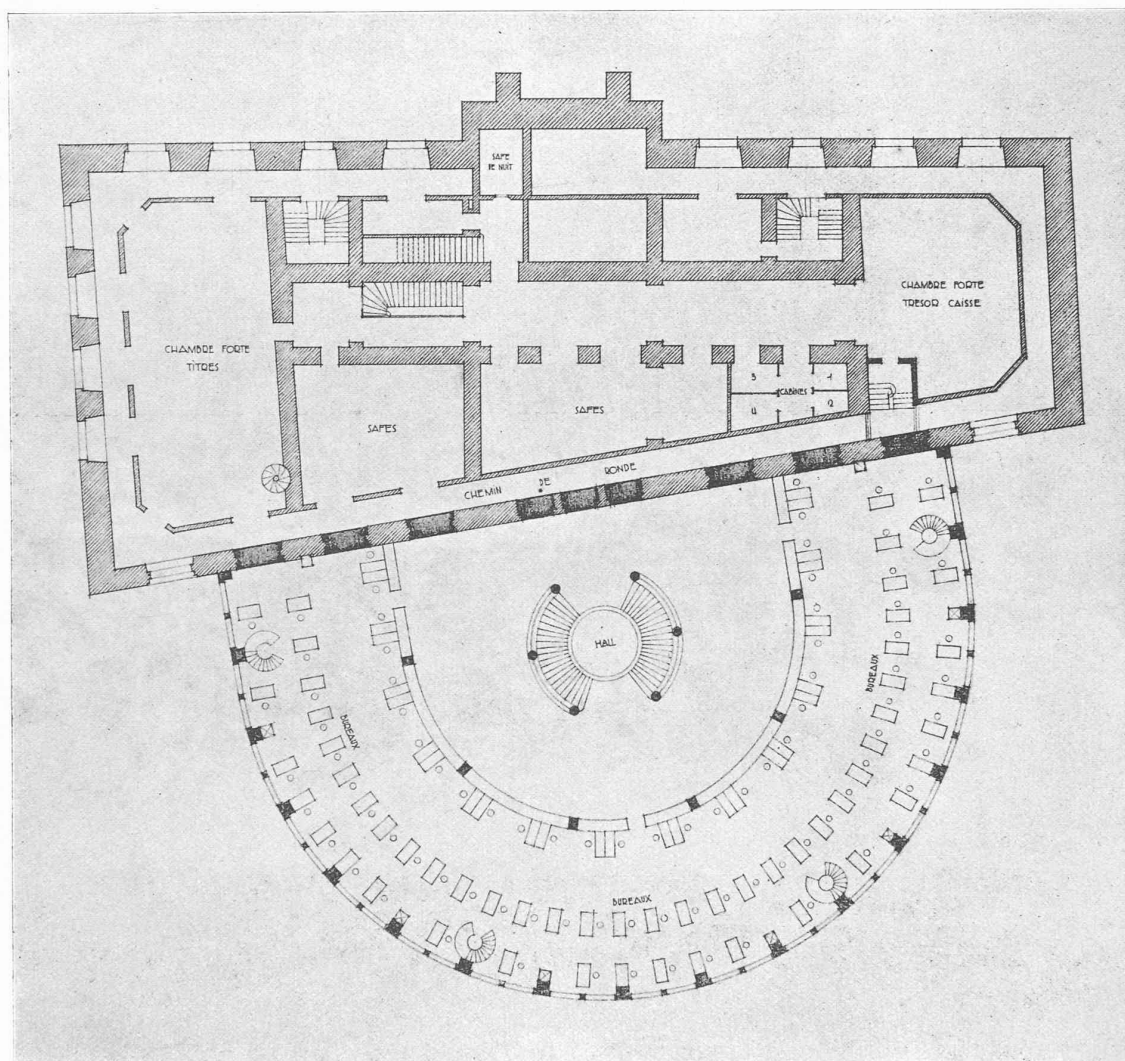 SAFE
DE NUIT
CHAMBRE FORTE
TRESOR CAISSE
CHAMBRE FORTE
TITRES
3
1
CABINES
4
2
SAFES
SAFES
CHEMIN DE RONDE
HALL
BUREAUX
BUREAUX
BUREAUX